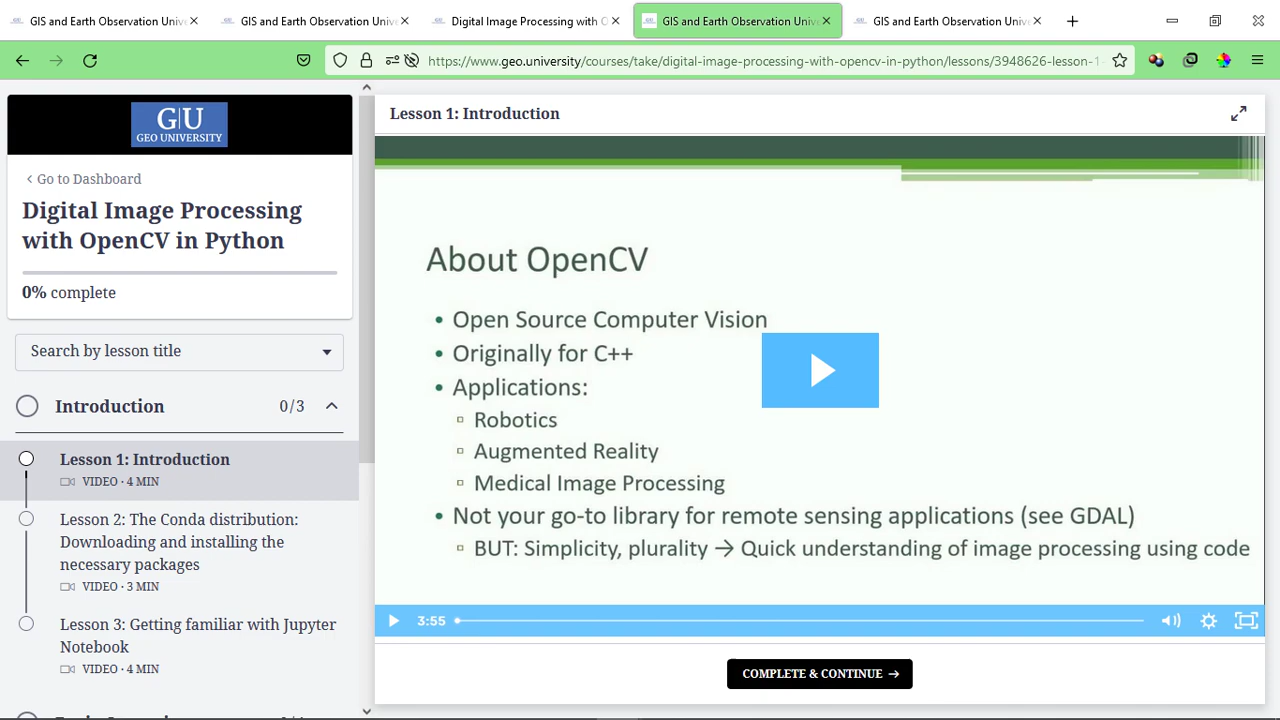 GIS and Earth Observation Unive
GIS and Earth Observation Unive
Digital Image Processing with O
GIS and Earth Observation Unive
GIS and Earth Observation Unive
https://www.geo.university/courses/take/digital-image-processing-with-opencv-in-python/lessons/3948626-lesson-1-
G|U
GEO UNIVERSITY
Go to Dashboard
Digital Image Processing
with OpenCV in Python
0% complete
Search by lesson title
Introduction 0/3
Lesson 1: Introduction
VIDEO · 4 MIN
Lesson 2: The Conda distribution:
Downloading and installing the
necessary packages
VIDEO · 3 MIN
Lesson 3: Getting familiar with Jupyter
Notebook
VIDEO · 4 MIN
Lesson 1: Introduction
About OpenCV
• Open Source Computer Vision
• Originally for C++
• Applications:
▫ Robotics
▫ Augmented Reality
▫ Medical Image Processing
• Not your go-to library for remote sensing applications (see GDAL)
▫ BUT: Simplicity, plurality → Quick understanding of image processing using code
3:55
COMPLETE & CONTINUE →